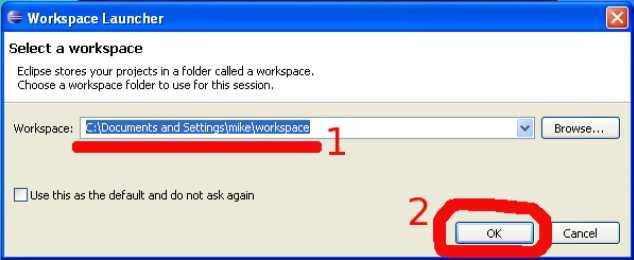 Workspace Launcher
Select a workspace
Eclipse stores your projects in a folder called a workspace.
Choose a workspace folder to use for this session.
Workspace: C:\Documents and Settings\mike\workspace Browse...
1
Use this as the default and do not ask again
2
OK Cancel